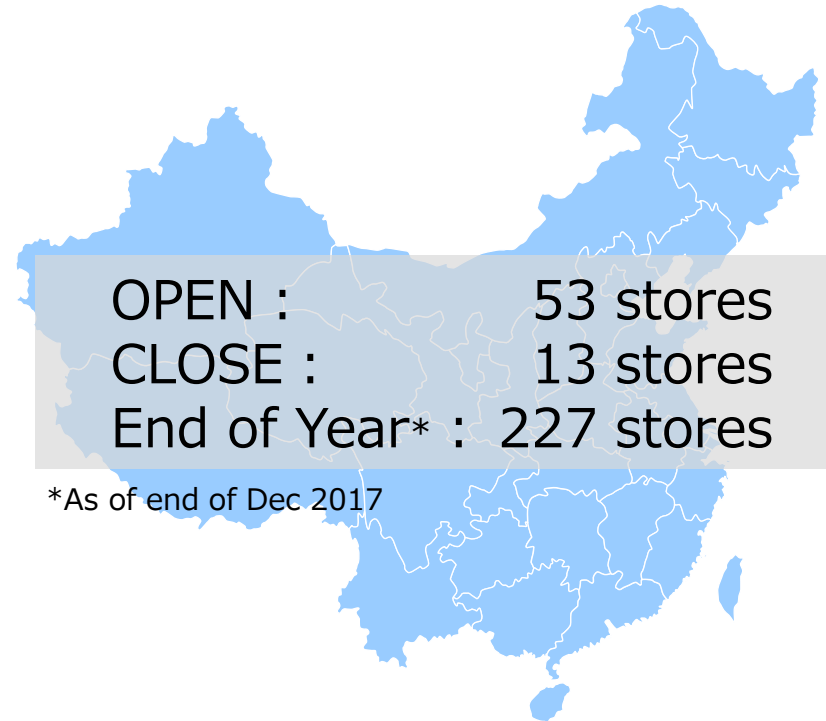 OPEN : 53 stores
CLOSE : 13 stores
End of Year* : 227 stores
*As of end of Dec 2017